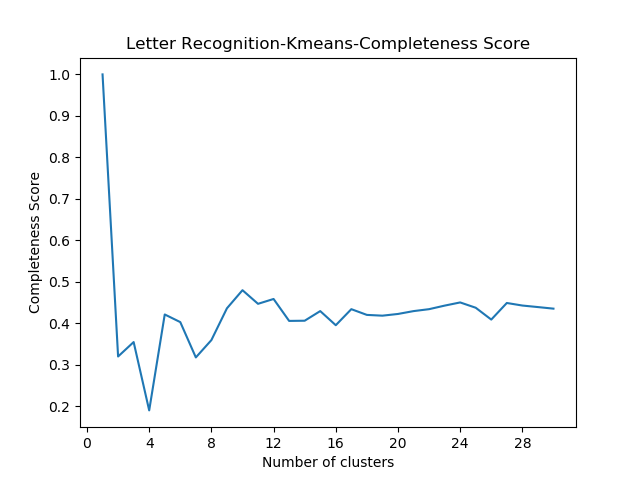 Letter Recognition-Kmeans-Completeness Score
1.0
0.9
0.8
0.7
0.6
0.5
0.4
0.3
0.2
Completeness Score
0 4 8 12 16 20 24 28
Number of clusters